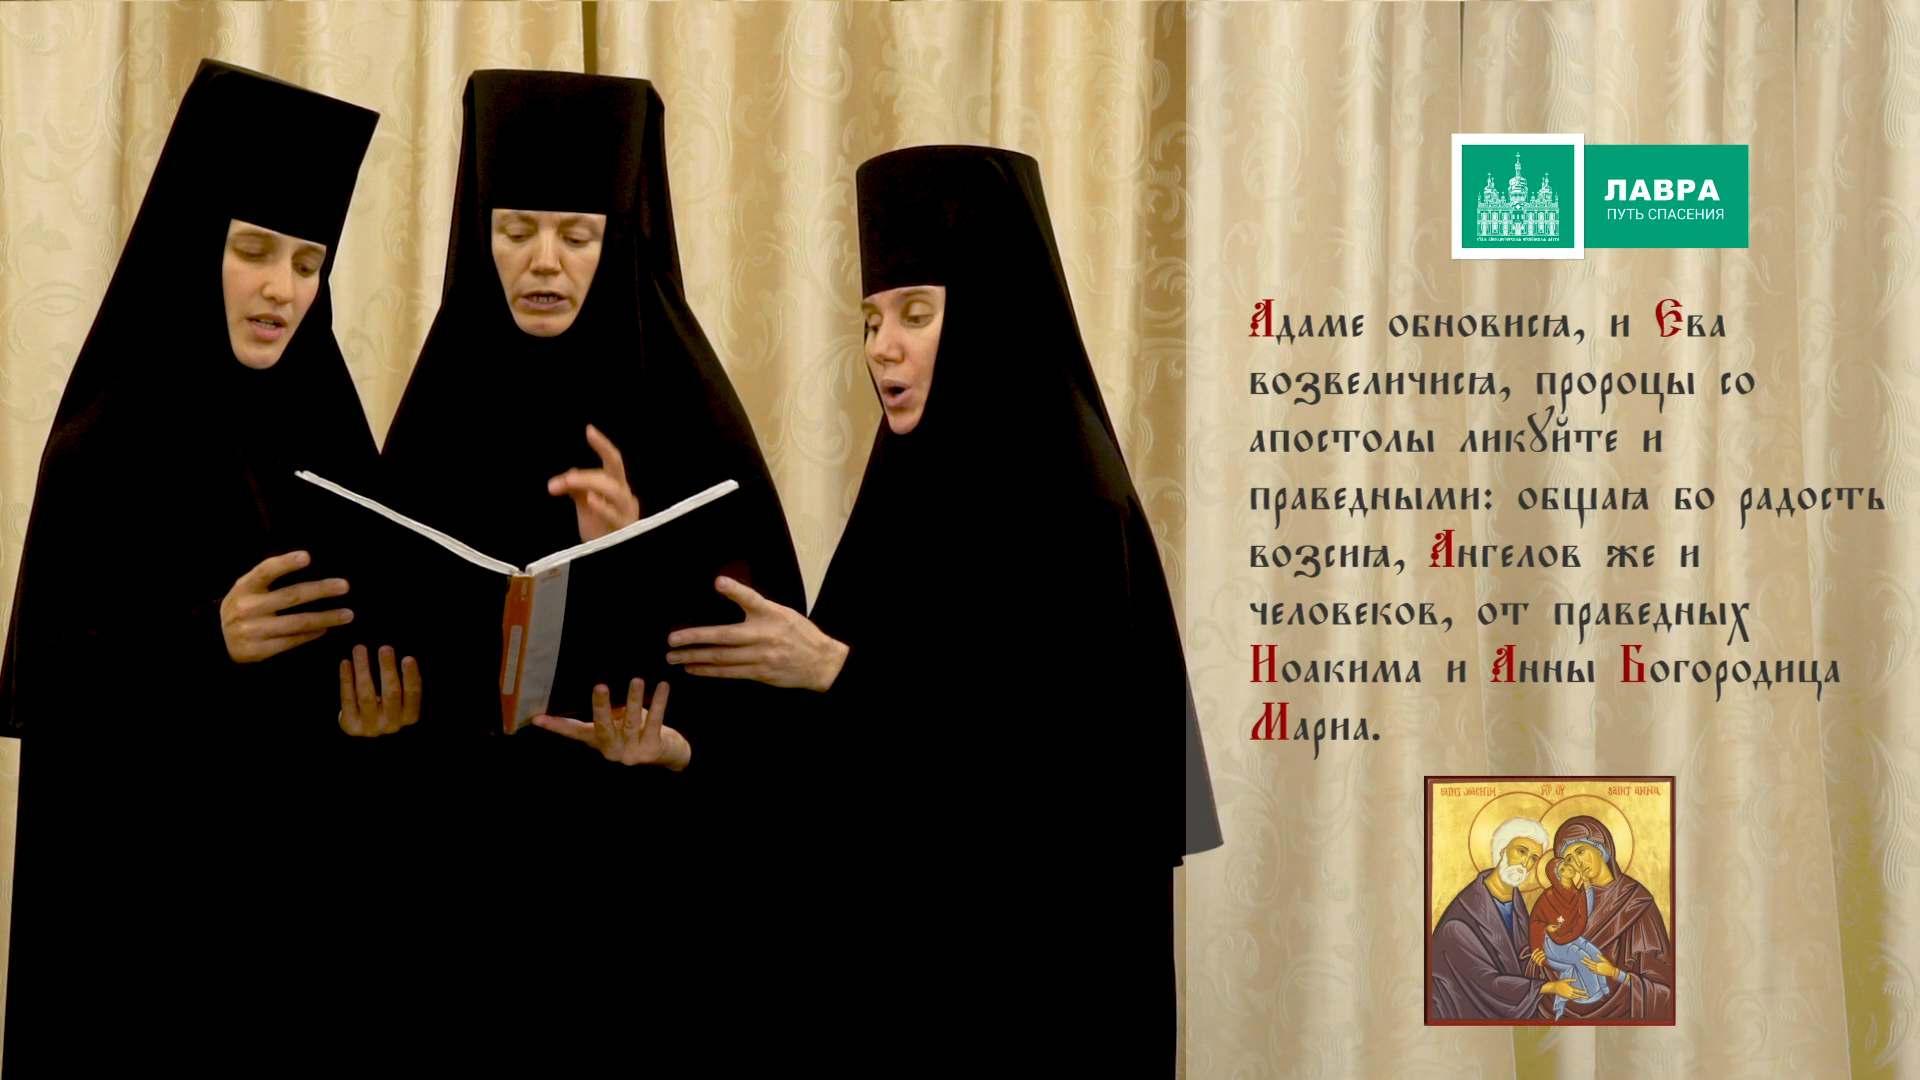 ЛАВРА
ПУТЬ СПАСЕНИЯ
Адаме обновися, и Ева
возвеличися, пророцы со
апостолы ликуйте и
праведными: общая бо радость
возсия, Ангелов же и
человеков, от праведных
Иоакима и Анны Богородица
Мариа.
SAINT JOACHIM
SAINT ANNA